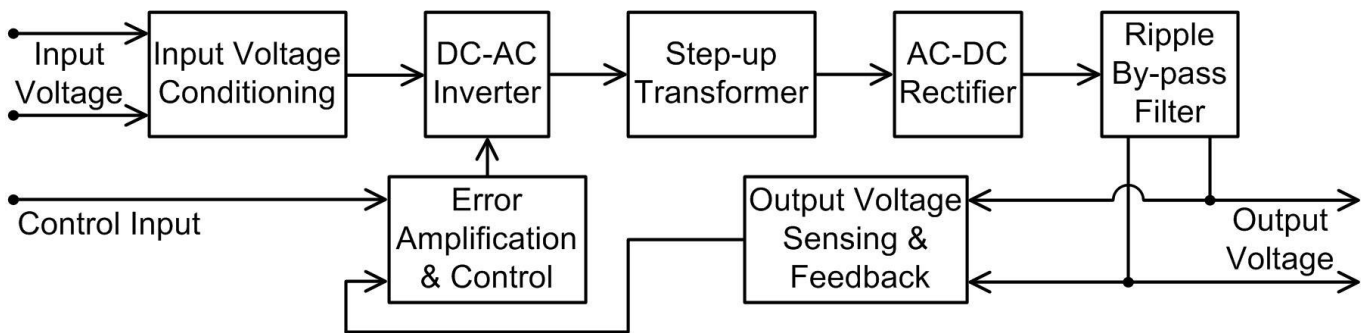 Input
Voltage
Input Voltage
Conditioning
DC-AC
Inverter
Step-up
Transformer
AC-DC
Rectifier
Ripple
By-pass
Filter
Control Input
Error
Amplification
& Control
Output Voltage
Sensing &
Feedback
Output
Voltage